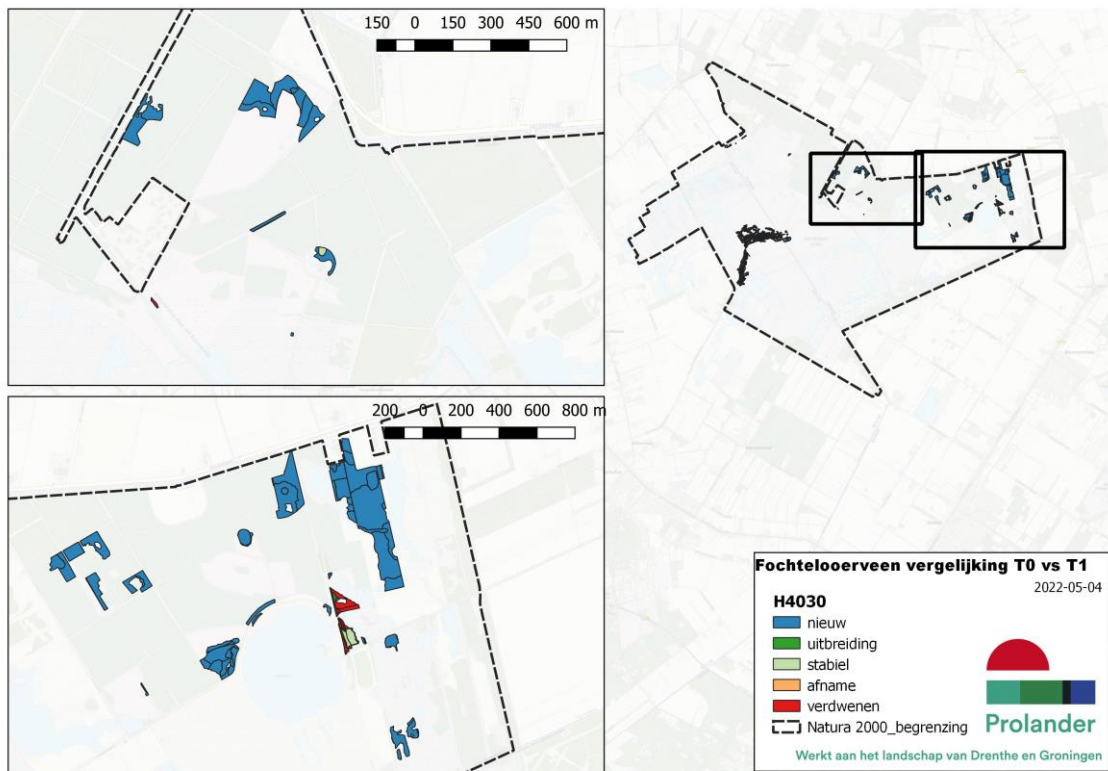 150 0 150 300 450 600 m
200 0 200 400 600 800 m
Fochtelooerveen vergelijking T0 vs T1
2022-05-04
H4030
nieuw
uitbreiding
stabiel
afname
verdwenen
Natura 2000_begrenzing
Prolander
Werkt aan het landschap van Drenthe en Groningen